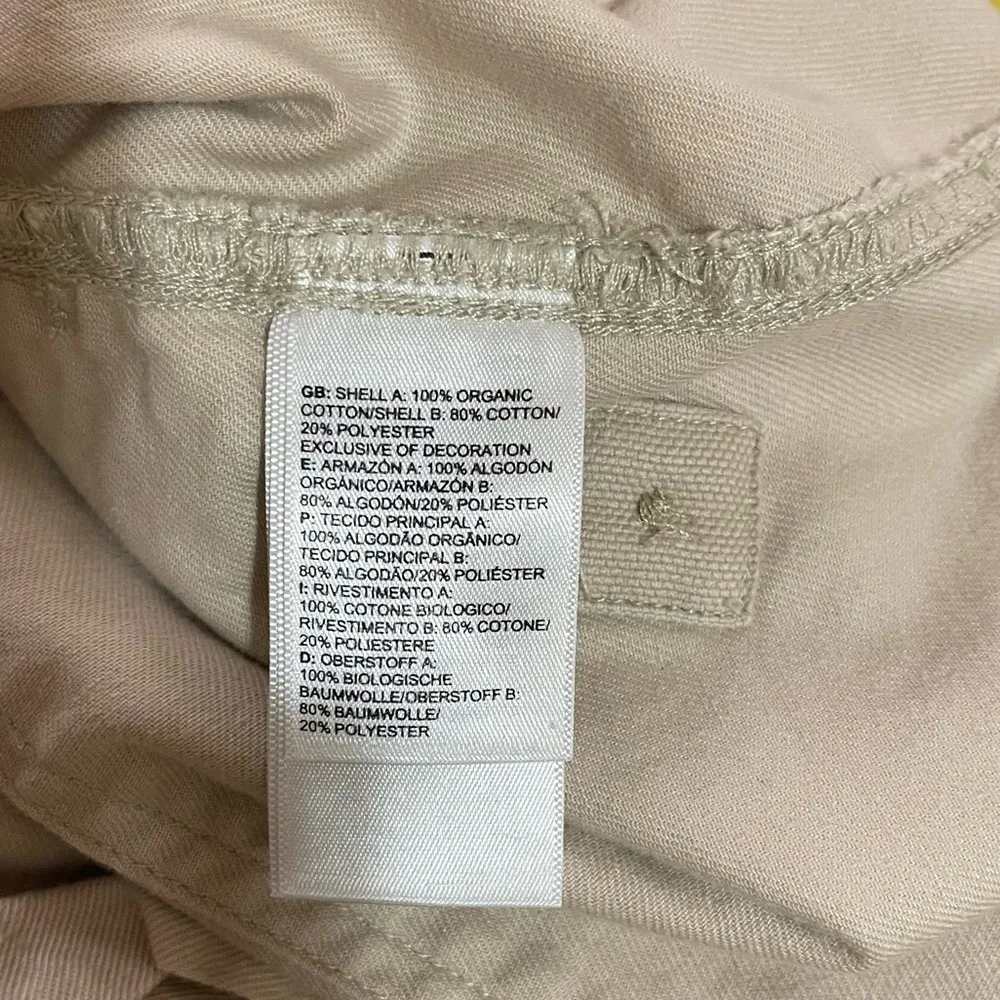 GB: SHELL A: 100% ORGANIC
COTTON/SHELL B: 80% COTTON/
20% POLYESTER
EXCLUSIVE OF DECORATION
E: ARMAZÓN A: 100% ALGODÓN
ORGÁNICO/ARMAZÓN B:
80% ALGODÓN/20% POLIÉSTER
P: TECIDO PRINCIPAL A:
100% ALGODÃO ORGÂNICO/
TECIDO PRINCIPAL B:
80% ALGODÃO/20% POLIÉSTER
I: RIVESTIMENTO A:
100% COTONE BIOLOGICO/
RIVESTIMENTO B: 80% COTONE/
20% POLIESTERE
D: OBERSTOFF A:
100% BIOLOGISCHE
BAUMWOLLE/OBERSTOFF B:
80% BAUMWOLLE/
20% POLYESTER